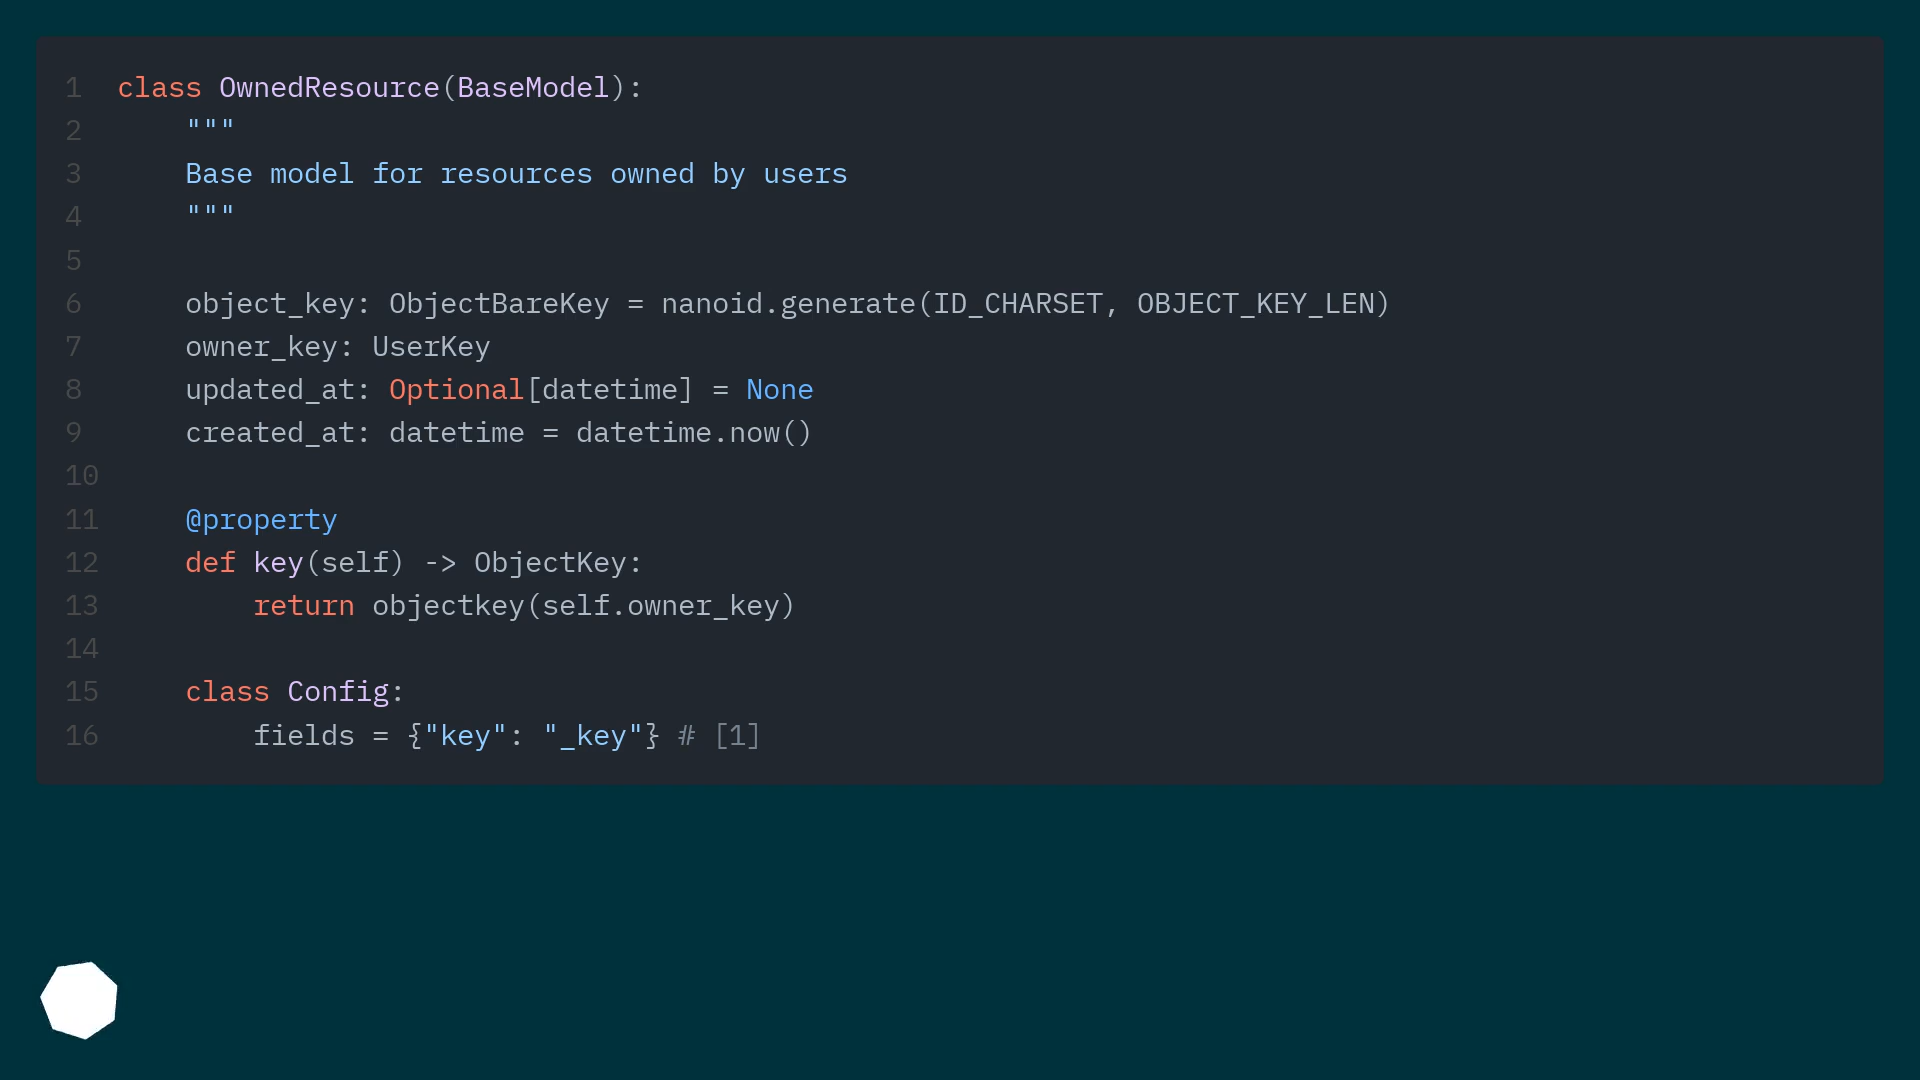 1 class OwnedResource(BaseModel):
2 """
3 Base model for resources owned by users
4 """
5
6 object_key: ObjectBareKey = nanoid.generate(ID_CHARSET, OBJECT_KEY_LEN)
7 owner_key: UserKey
8 updated_at: Optional[datetime] = None
9 created_at: datetime = datetime.now()
10
11 @property
12 def key(self) -> ObjectKey:
13 return objectkey(self.owner_key)
14
15 class Config:
16 fields = {"key": "_key"} # [1]